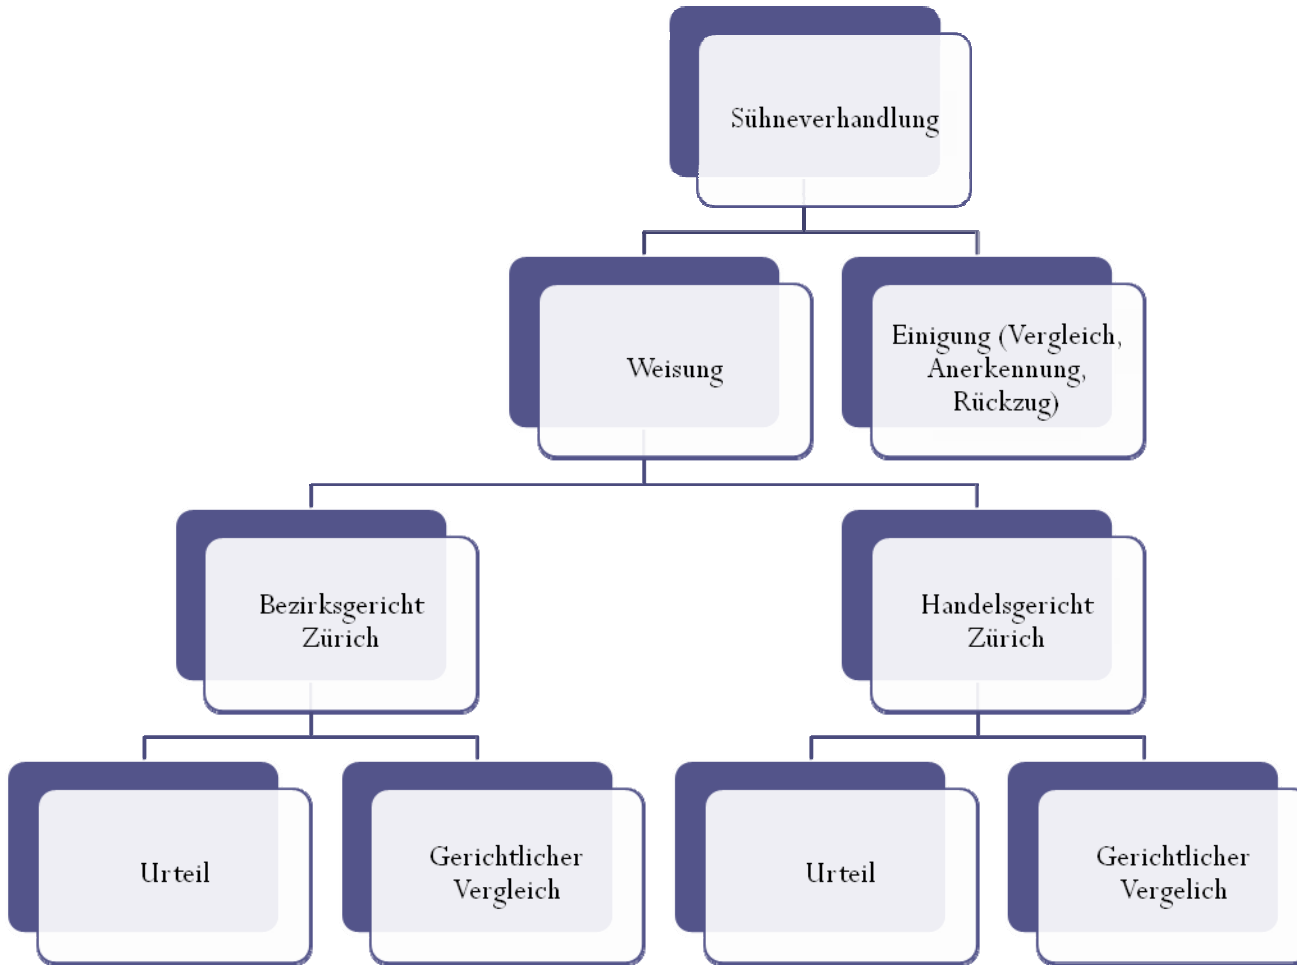 Sühneverhandlung
Weisung
Einigung (Vergleich,
Anerkennung,
Rückzug)
Bezirksgericht
Zürich
Handelsgericht
Zürich
Urteil
Gerichtlicher
Vergleich
Urteil
Gerichtlicher
Vergelich